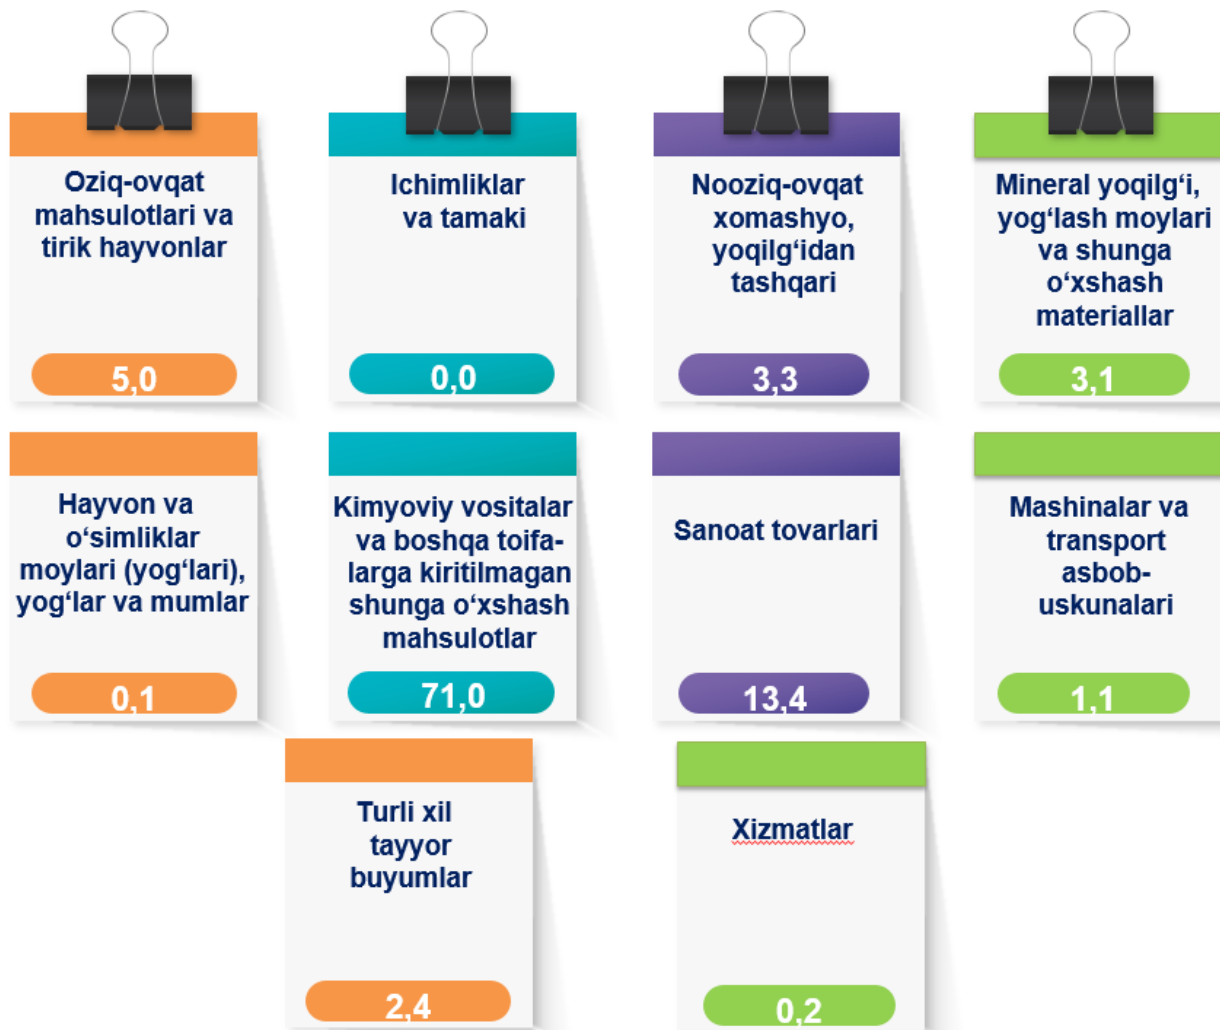 Oziq-ovqat
mahsulotlari va
tirik hayvonlar
5,0
Ichimliklar
va tamaki
0,0
Nooziq-ovqat
xomashyo,
yoqilg‘idan
tashqari
3,3
Mineral yoqilg‘i,
yog‘lash moylari
va shunga
o‘xshash
materiallar
3,1
Hayvon va
o‘simliklar
moylari (yog‘lari),
yog‘lar va mumlar
0,1
Kimyoviy vositalar
va boshqa toifa-
larga kiritilmagan
shunga o‘xshash
mahsulotlar
71,0
Sanoat tovarlari
13,4
Mashinalar va
transport
asbob-
uskunalari
1,1
Turli xil
tayyor
buyumlar
2,4
Xizmatlar
0,2